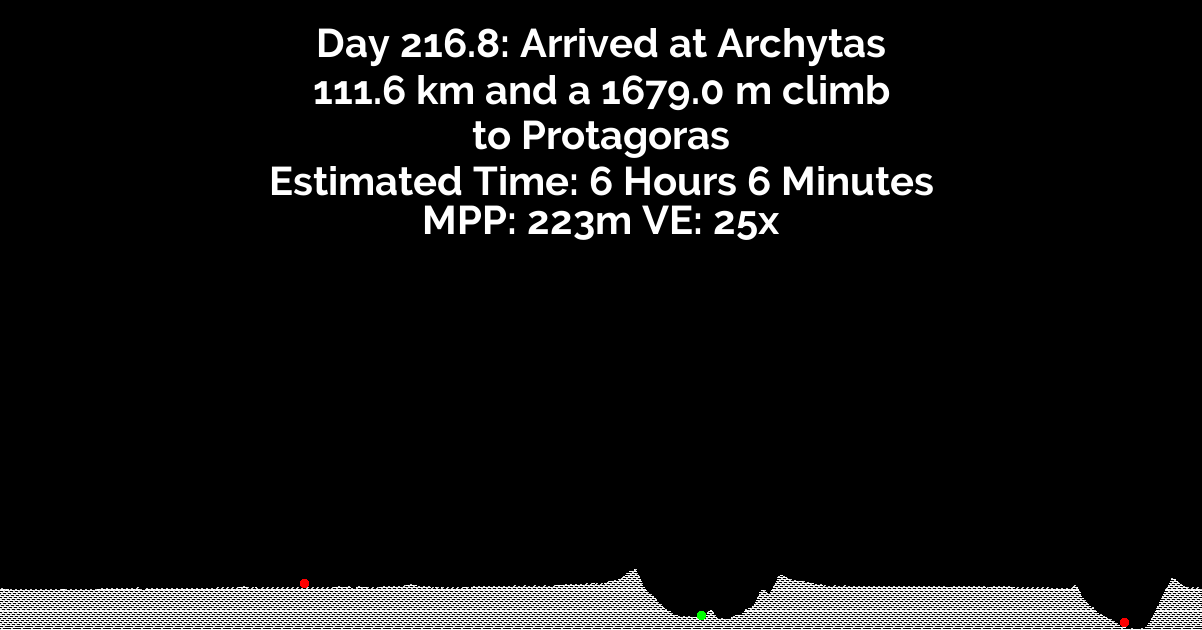 Day 216.8: Arrived at Archytas
111.6 km and a 1679.0 m climb
to Protagoras
Estimated Time: 6 Hours 6 Minutes
MPP: 223m VE: 25x